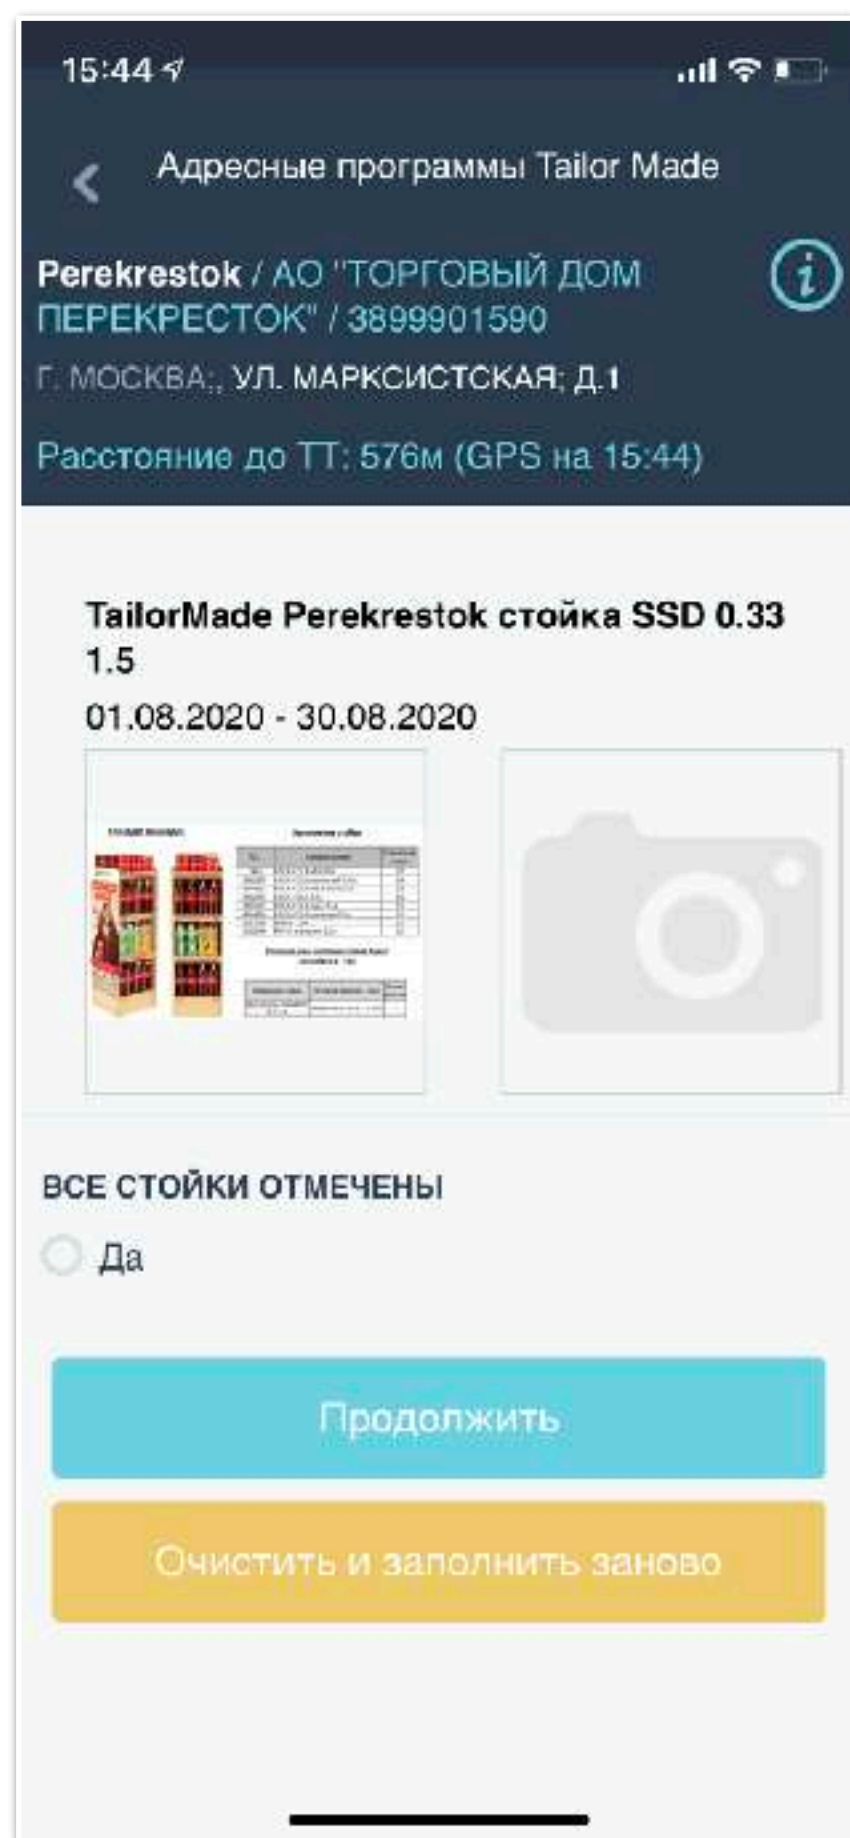 15:44
Адресные программы Tailor Made
Perekrestok / АО "ТОРГОВЫЙ ДОМ
ПЕРЕКРЕСТОК" / 3899901590
Г. МОСКВА;, УЛ. МАРКСИСТСКАЯ; Д.1
Расстояние до ТТ: 576м (GPS на 15:44)
TailorMade Perekrestok стойка SSD 0.33
1.5
01.08.2020 - 30.08.2020
ВСЕ СТОЙКИ ОТМЕЧЕНЫ
Да
Продолжить
Очистить и заполнить заново